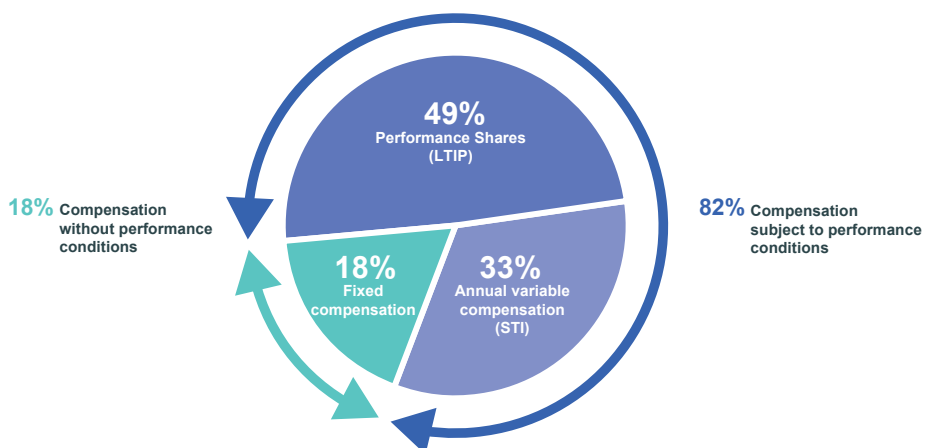 49%
Performance Shares
(LTIP)
18% Compensation
without performance
conditions
82% Compensation
subject to performance
conditions
18%
Fixed
compensation
33%
Annual variable
compensation
(STI)